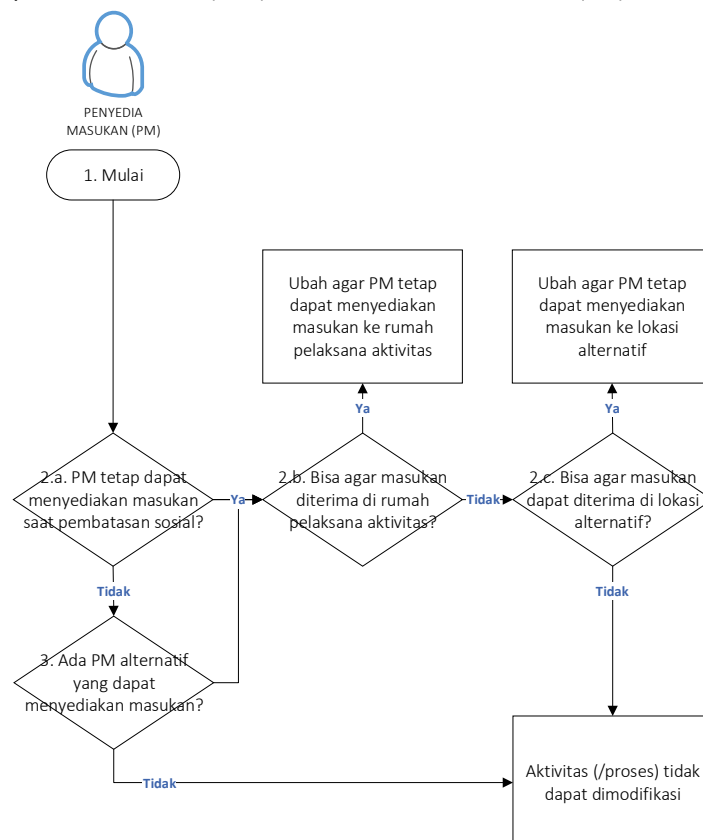 PENYEDIA
MASUKAN (PM)
1. Mulai
Ubah agar PM tetap
dapat menyediakan
masukan ke rumah
pelaksana aktivitas
Ubah agar PM tetap
dapat menyediakan
masukan ke lokasi
alternatif
Ya
Ya
2.a. PM tetap dapat
menyediakan masukan
saat pembatasan sosial?
Ya
2.b. Bisa agar masukan
diterima di rumah
pelaksana aktivitas?
Tidak
2.c. Bisa agar masukan
dapat diterima di lokasi
alternatif?
Tidak
Tidak
3. Ada PM alternatif
yang dapat
menyediakan masukan?
Tidak
Aktivitas (/proses) tidak
dapat dimodifikasi